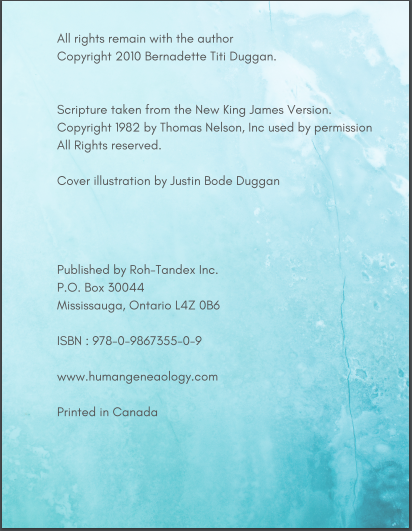 All rights remain with the author
Copyright 2010 Bernadette Titi Duggan.
Scripture taken from the New King James Version.
Copyright 1982 by Thomas Nelson, Inc used by permission
All Rights reserved.
Cover illustration by Justin Bode Duggan
Published by Roh-Tandex Inc.
P.O. Box 30044
Mississauga, Ontario L4Z 0B6
ISBN : 978-0-9867355-0-9
www.humangeneaology.com
Printed in Canada